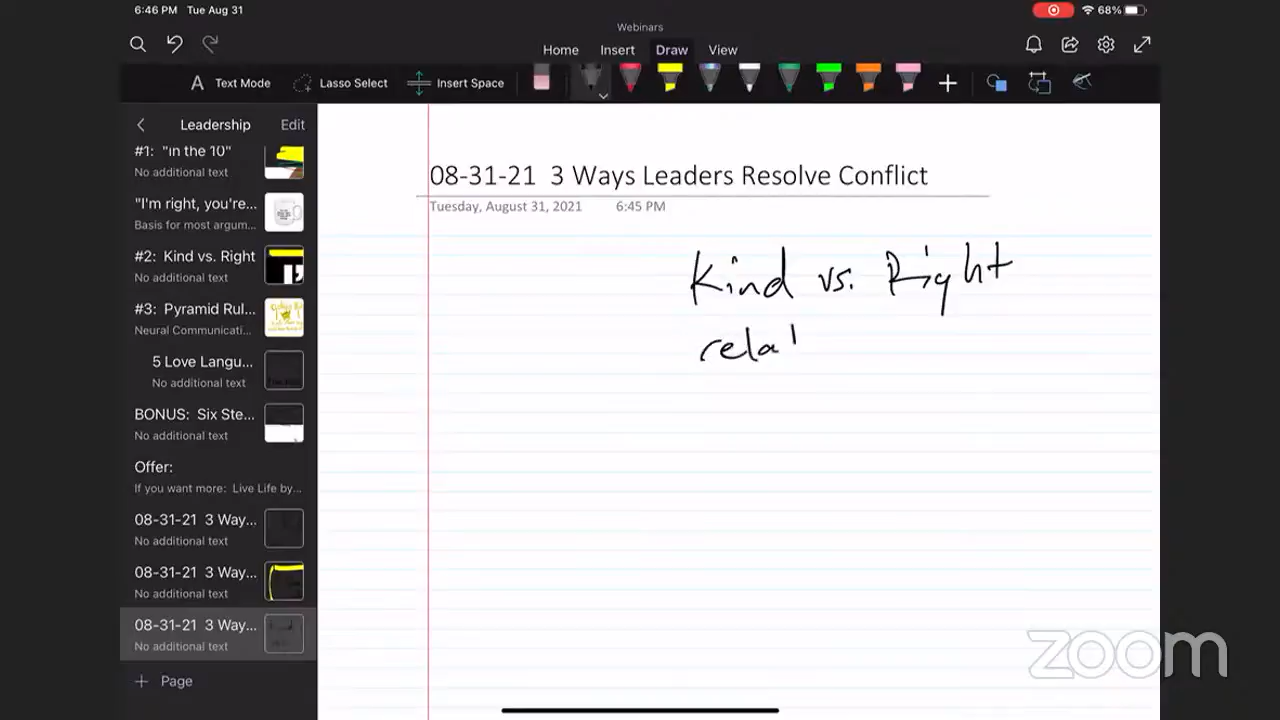 6:46 PM Tue Aug 31
68%
Webinars
Home Insert Draw View
A Text Mode Lasso Select Insert Space
Leadership Edit
#1: "in the 10"
No additional text
"I'm right, you're...
Basis for most argum...
#2: Kind vs. Right
No additional text
#3: Pyramid Rul...
Neural Communicati...
5 Love Langu...
No additional text
BONUS: Six Ste...
No additional text
Offer:
If you want more: Live Life by...
08-31-21 3 Way...
No additional text
08-31-21 3 Way...
No additional text
08-31-21 3 Way...
No additional text
+ Page
08-31-21 3 Ways Leaders Resolve Conflict
Tuesday, August 31, 2021 6:45 PM
Kind vs. Right
rela
zoom